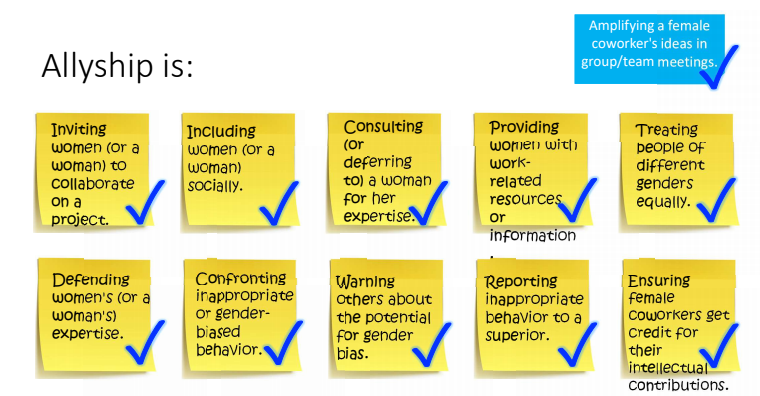 Amplifying a female
coworker's ideas in
group/team meetings.
Allyship is:
Inviting
women (or a
woman) to
collaborate
on a
project.
Including
women (or a
woman)
socially.
Consulting
(or
deferring
to) a woman
for her
expertise.
Providing
women with
work-
related
resources
or
information
.
Treating
people of
different
genders
equally.
Defending
women's (or a
woman's)
expertise.
Confronting
inappropriate
or gender-
biased
behavior.
Warning
others about
the potential
for gender
bias.
Reporting
inappropriate
behavior to a
superior.
Ensuring
female
coworkers get
credit for
their
intellectual
contributions.